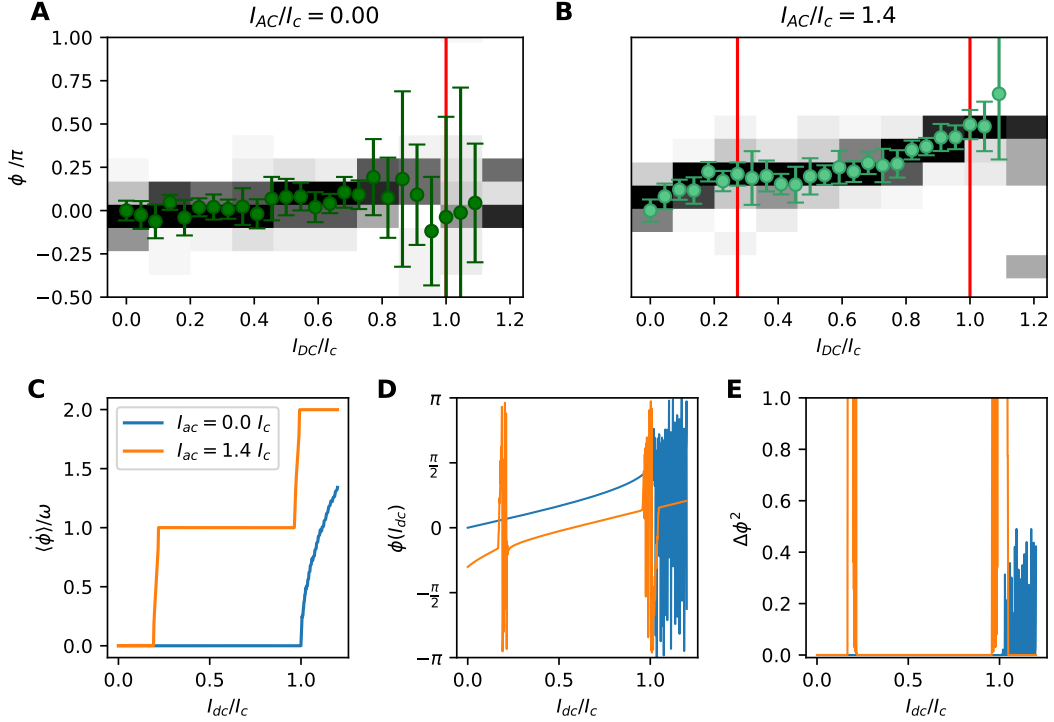 A
I_AC/I_c = 0.00
B
I_AC/I_c = 1.4
1.00
0.75
0.50
0.25
0.00
−0.25
−0.50
ϕ/π
0.0 0.2 0.4 0.6 0.8 1.0 1.2
I_DC/I_c
0.0 0.2 0.4 0.6 0.8 1.0 1.2
I_DC/I_c
C
2.0
1.5
1.0
0.5
0.0
⟨ϕ̇⟩/ω
I_ac = 0.0 I_c
I_ac = 1.4 I_c
0.0 0.5 1.0
I_dc/I_c
D
π
π/2
0
−π/2
−π
ϕ(I_dc)
0.0 0.5 1.0
I_dc/I_c
E
1.0
0.8
0.6
0.4
0.2
0.0
Δϕ²
0.0 0.5 1.0
I_dc/I_c